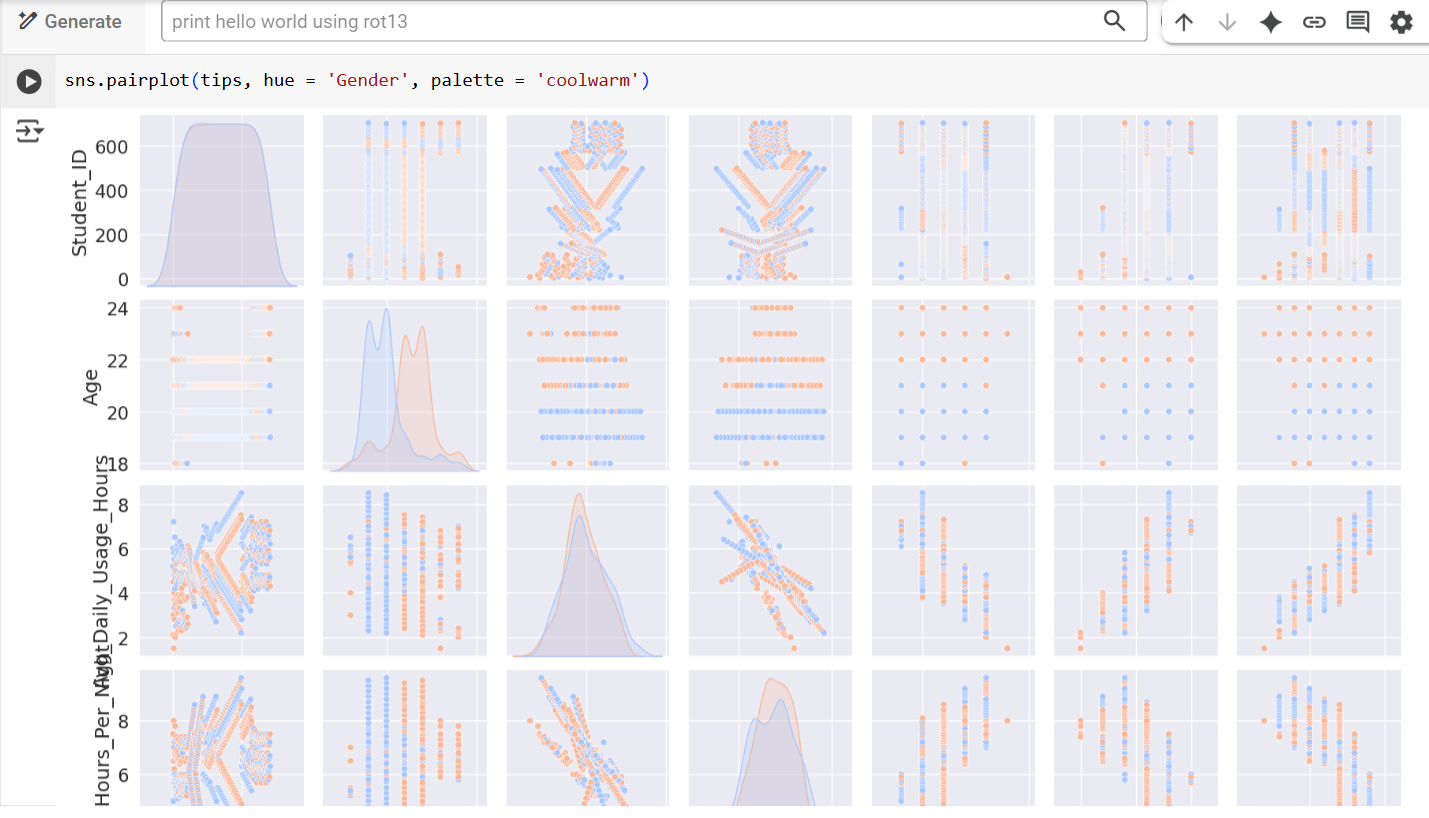 Generate
print hello world using rot13
sns.pairplot(tips, hue = 'Gender', palette = 'coolwarm')
Student_ID
600
400
200
0
Age
24
22
20
18
Avg_Daily_Usage_Hours
8
6
4
2
Hours_Per_Night
8
6